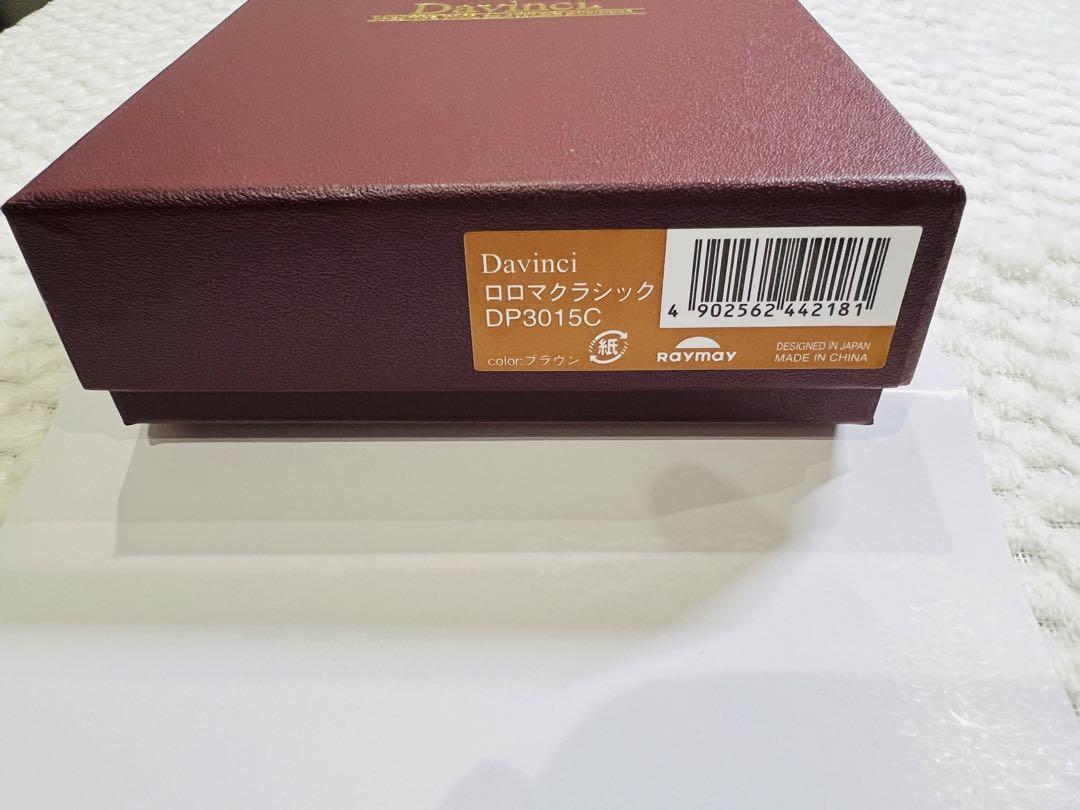 Davinci
Davinci
ロロマクラシック
DP3015C
color:ブラウン
紙
RAYMAY
4 902562 442181
DESIGNED IN JAPAN
MADE IN CHINA